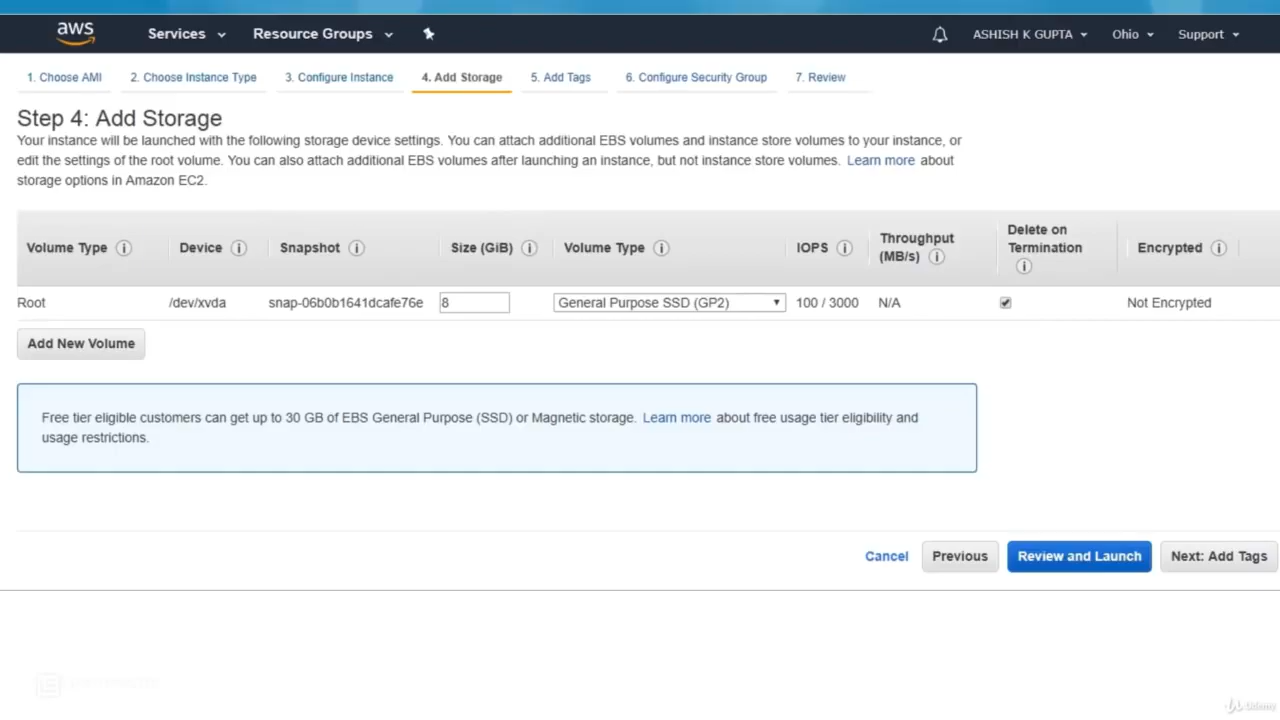 aws
Services
Resource Groups
ASHISH K GUPTA
Ohio
Support
1. Choose AMI
2. Choose Instance Type
3. Configure Instance
4. Add Storage
5. Add Tags
6. Configure Security Group
7. Review
Step 4: Add Storage
Your instance will be launched with the following storage device settings. You can attach additional EBS volumes and instance store volumes to your instance, or
edit the settings of the root volume. You can also attach additional EBS volumes after launching an instance, but not instance store volumes. Learn more about
storage options in Amazon EC2.
Volume Type
Device
Snapshot
Size (GiB)
Volume Type
IOPS
Throughput
(MB/s)
Delete on
Termination
Encrypted
Root
/dev/xvda
snap-06b0b1641dcafe76e
8
General Purpose SSD (GP2)
100 / 3000
N/A
Not Encrypted
Add New Volume
Free tier eligible customers can get up to 30 GB of EBS General Purpose (SSD) or Magnetic storage. Learn more about free usage tier eligibility and
usage restrictions.
Cancel
Previous
Review and Launch
Next: Add Tags
Udemy